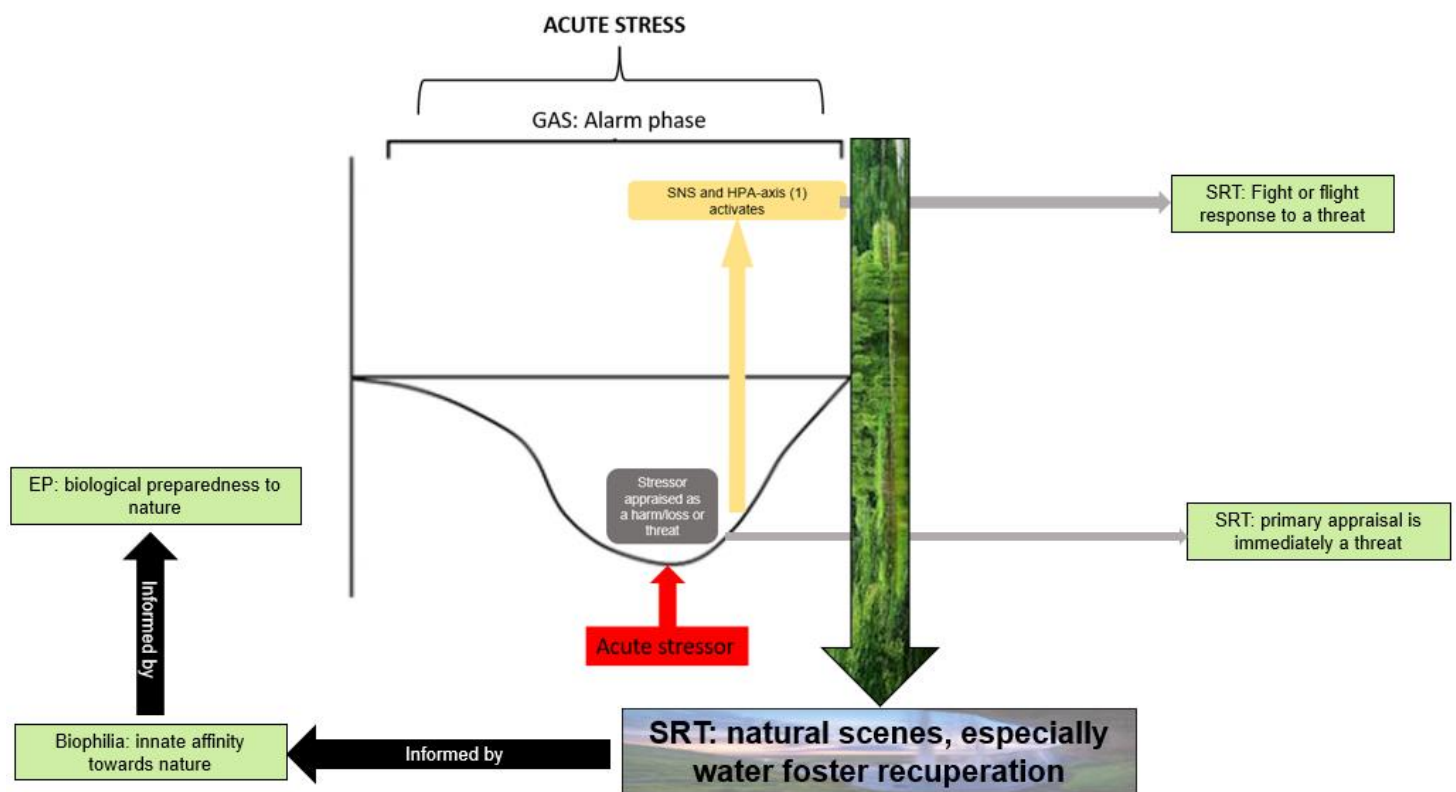 ACUTE STRESS
GAS: Alarm phase
SNS and HPA-axis (1)
activates
SRT: Fight or flight
response to a threat
EP: biological preparedness to
nature
Stressor
appraised as
a harm/loss or
threat
SRT: primary appraisal is
immediately a threat
Informed by
Acute stressor
Biophilia: innate affinity
towards nature
Informed by
SRT: natural scenes, especially
water foster recuperation